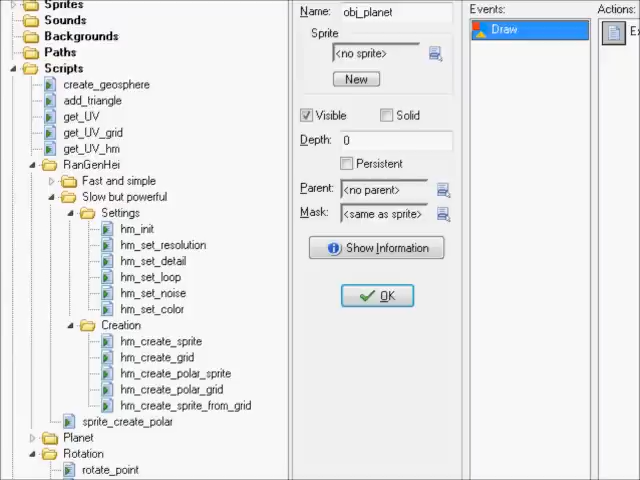 Sprites
Sounds
Backgrounds
Paths
Scripts
create_geosphere
add_triangle
get_UV
get_UV_grid
get_UV_hm
RanGenHei
Fast and simple
Slow but powerful
Settings
hm_init
hm_set_resolution
hm_set_detail
hm_set_loop
hm_set_noise
hm_set_color
Creation
hm_create_sprite
hm_create_grid
hm_create_polar_sprite
hm_create_polar_grid
hm_create_sprite_from_grid
sprite_create_polar
Planet
Rotation
rotate_point
Name: obj_planet
Sprite
<no sprite>
New
Visible Solid
Depth: 0
Persistent
Parent: <no parent>
Mask: <same as sprite>
Show Information
OK
Events:
Draw
Actions: